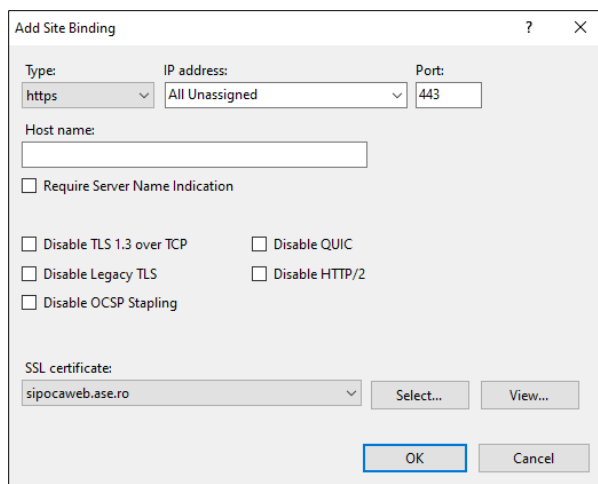 Add Site Binding ?
Type: IP address: Port:
https All Unassigned 443
Host name:
Require Server Name Indication
Disable TLS 1.3 over TCP Disable QUIC
Disable Legacy TLS Disable HTTP/2
Disable OCSP Stapling
SSL certificate:
sipocaweb.ase.ro Select... View...
OK Cancel